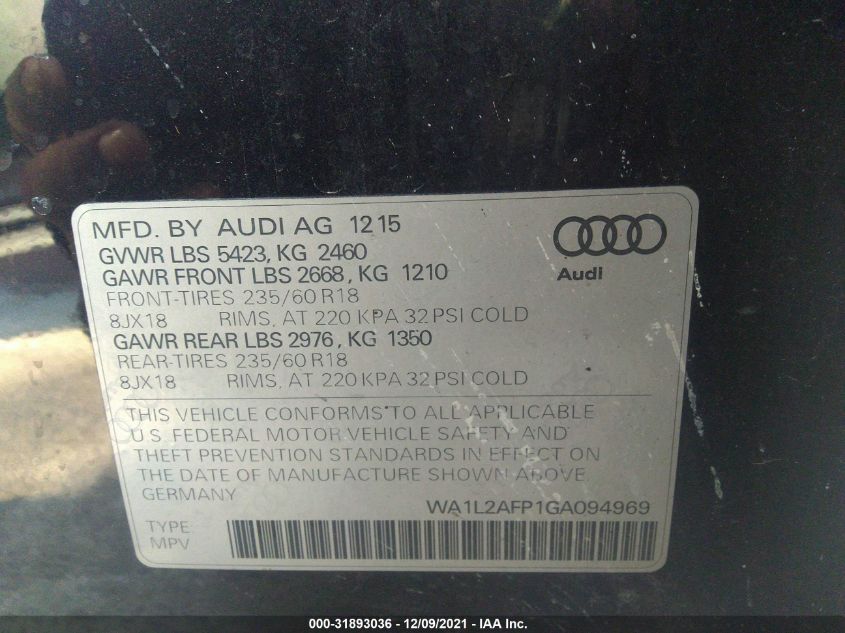 MFD. BY AUDI AG 12 15
GVWR LBS 5423, KG 2460
GAWR FRONT LBS 2668, KG 1210
FRONT-TIRES 235/60 R18
8JX18 RIMS, AT 220 KPA 32 PSI COLD
GAWR REAR LBS 2976, KG 1350
REAR-TIRES 235/60 R18
8JX18 RIMS, AT 220 KPA 32 PSI COLD
Audi
THIS VEHICLE CONFORMS TO ALL APPLICABLE
U.S. FEDERAL MOTOR VEHICLE SAFETY AND
THEFT PREVENTION STANDARDS IN EFFECT ON
THE DATE OF MANUFACTURE SHOWN ABOVE
GERMANY
WA1L2AFP1GA094969
TYPE
MPV
000-31893036 - 12/09/2021 - IAA Inc.